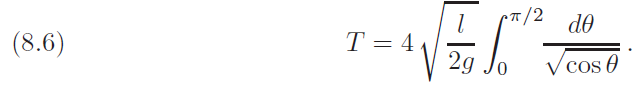 (8.6) T = 4 \sqrt{\frac{l}{2g}} \int_0^{\pi/2} \frac{d\theta}{\sqrt{\cos\theta}}.